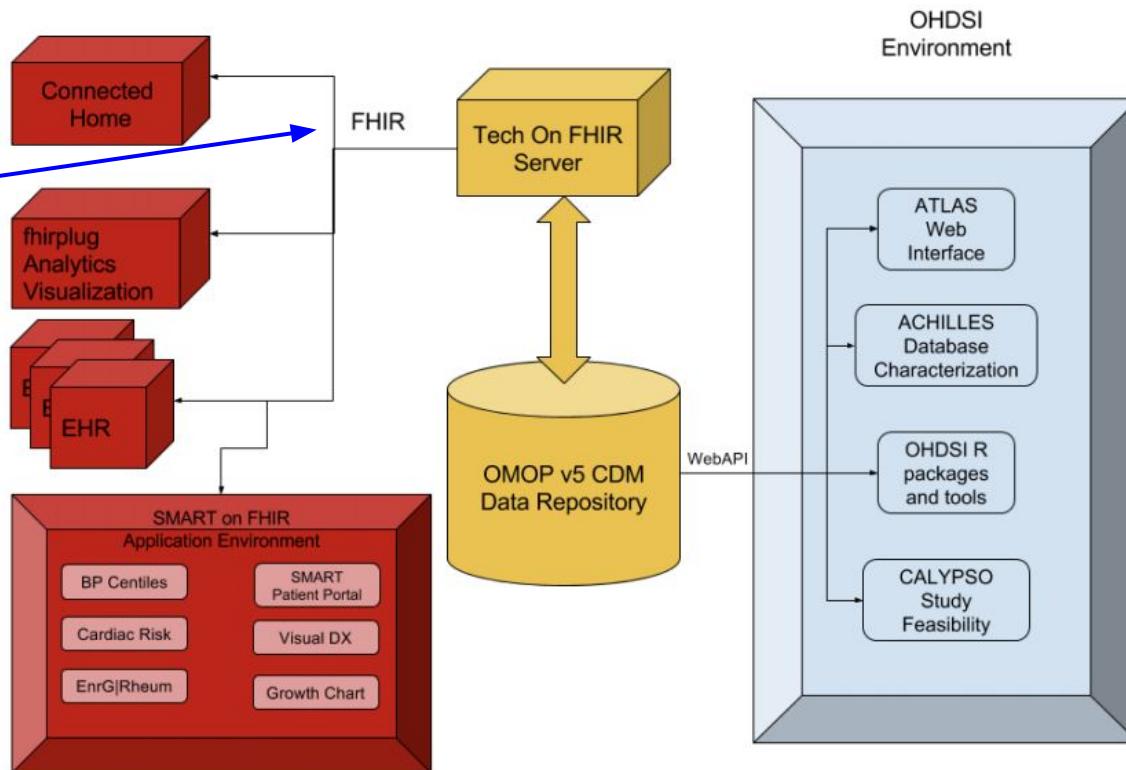 OHDSI
Environment
Connected
Home
FHIR
Tech On FHIR
Server
fhirplug
Analytics
Visualization
E
E
EHR
ATLAS
Web
Interface
ACHILLES
Database
Characterization
OMOP v5 CDM
Data Repository
WebAPI
OHDSI R
packages
and tools
CALYPSO
Study
Feasibility
SMART on FHIR
Application Environment
BP Centiles
SMART
Patient Portal
Cardiac Risk
Visual DX
EnrG|Rheum
Growth Chart